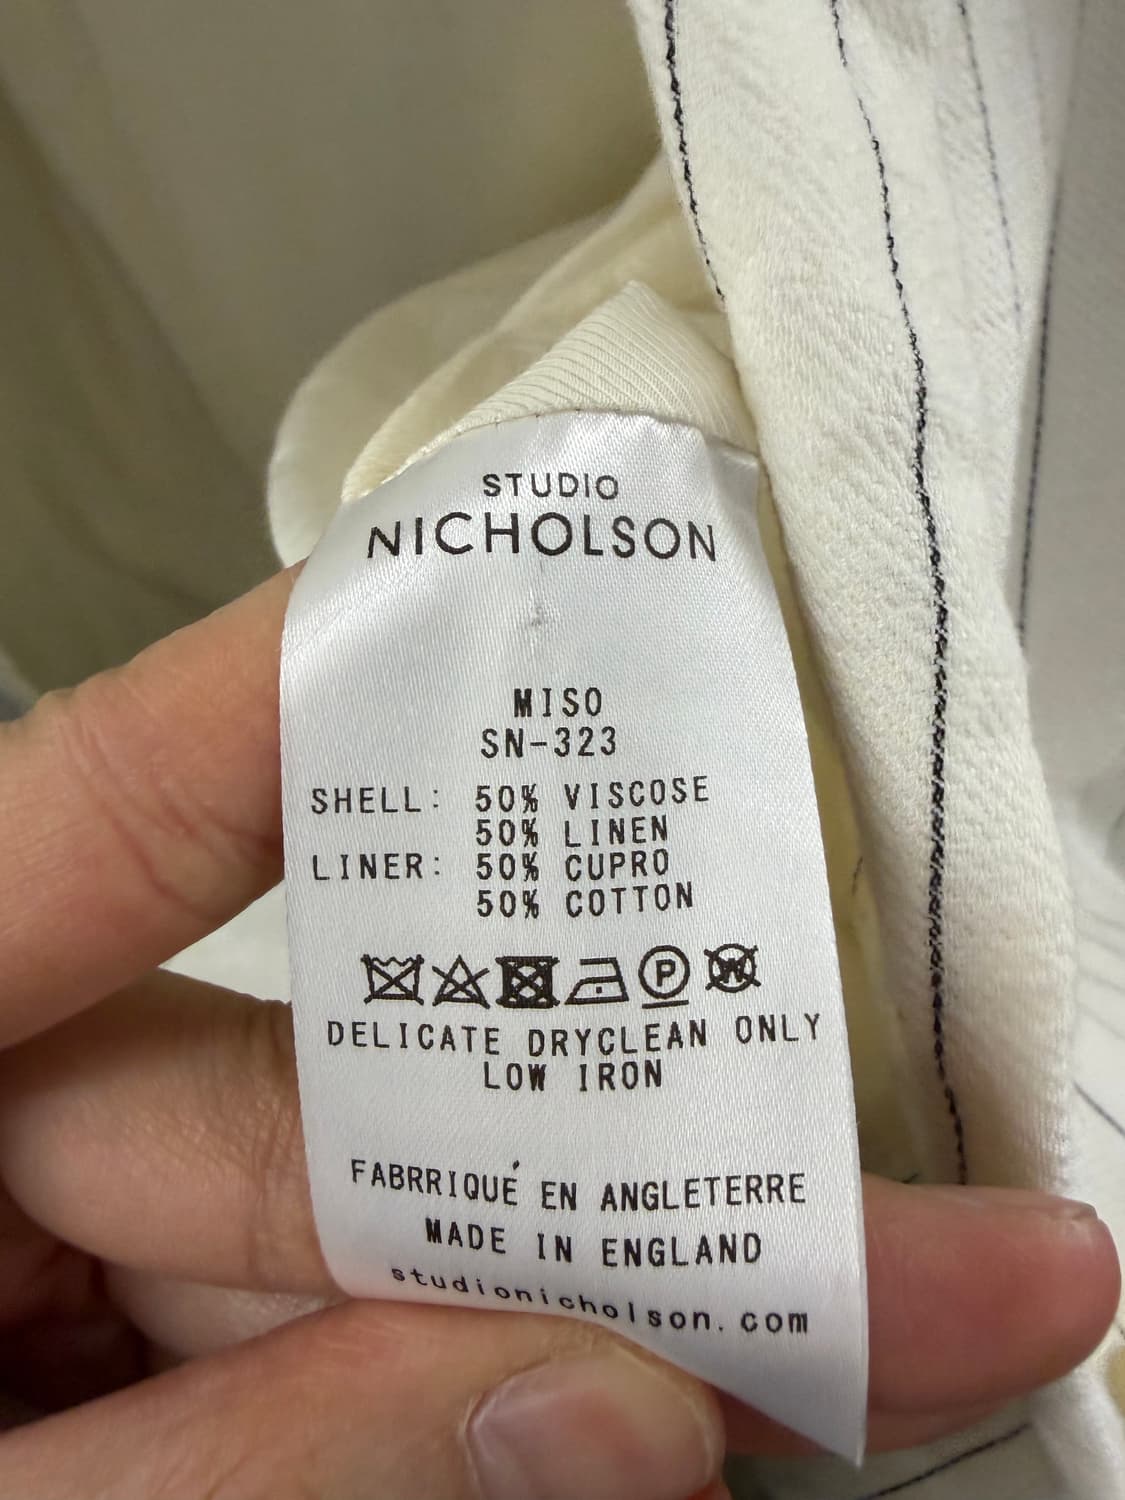 STUDIO
NICHOLSON
MISO
SN-323
SHELL: 50% VISCOSE
50% LINEN
LINER: 50% CUPRO
50% COTTON
P W
DELICATE DRYCLEAN ONLY
LOW IRON
FABRRIQUÉ EN ANGLETERRE
MADE IN ENGLAND
studionicholson.com